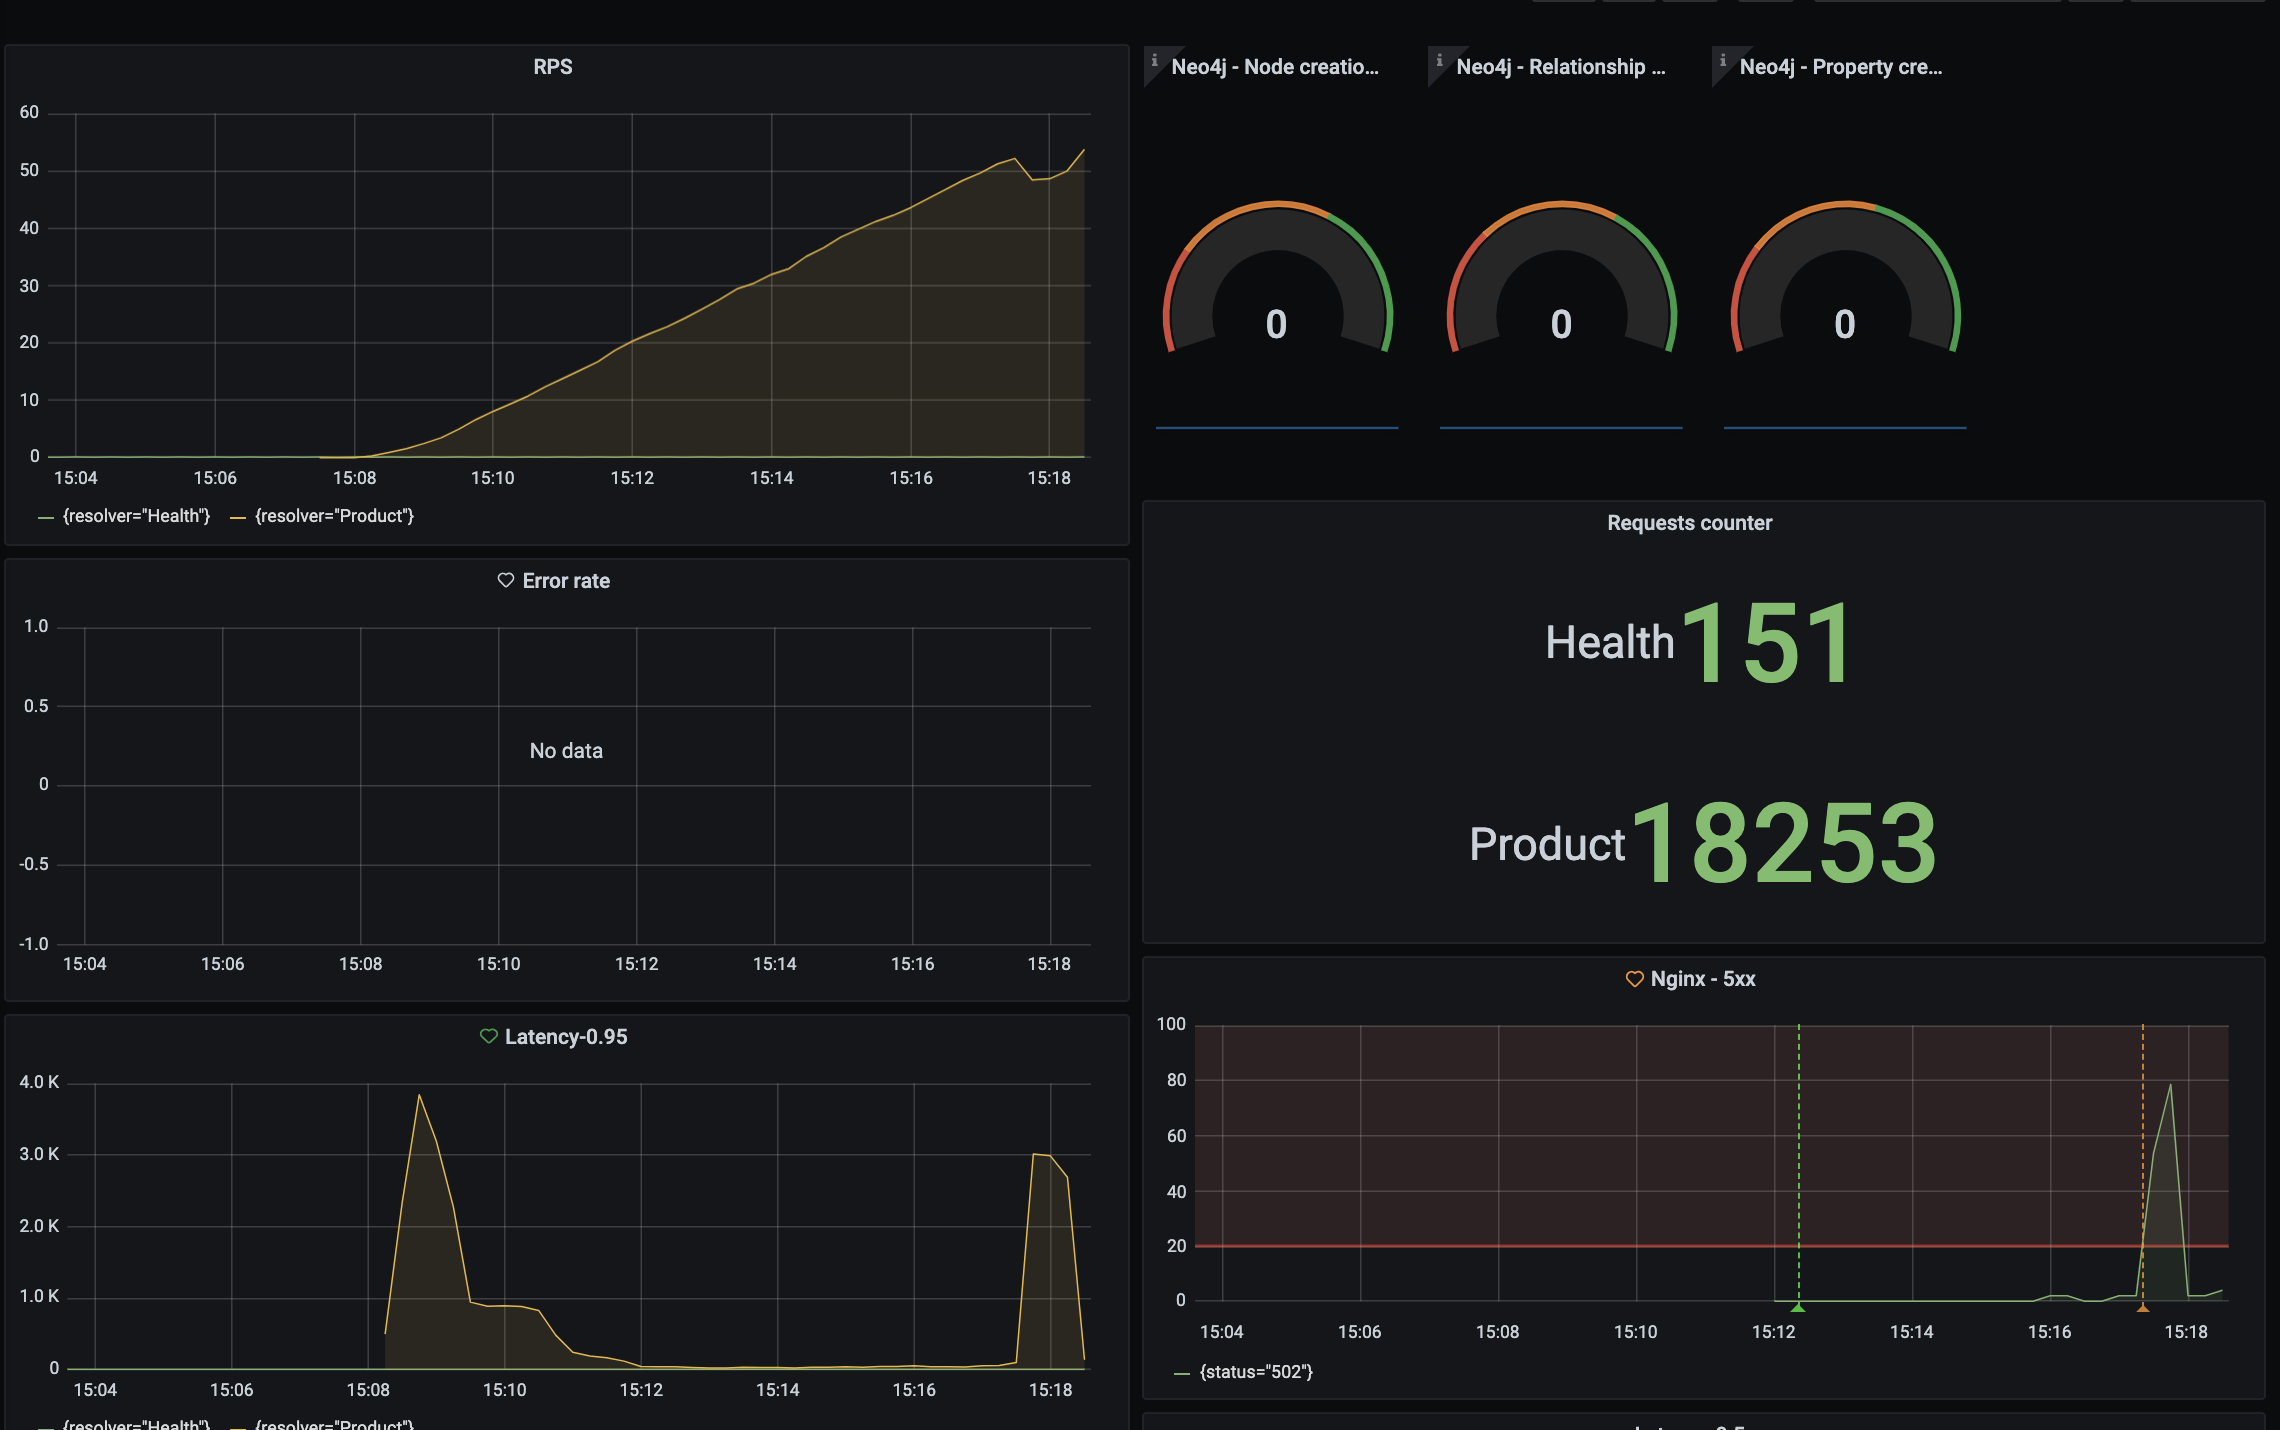 RPS
60
50
40
30
20
10
0
15:04 15:06 15:08 15:10 15:12 15:14 15:16 15:18
{resolver="Health"} {resolver="Product"}
i Neo4j - Node creatio...
i Neo4j - Relationship ...
i Neo4j - Property cre...
0
0
0
Error rate
1.0
0.5
0
-0.5
-1.0
No data
15:04 15:06 15:08 15:10 15:12 15:14 15:16 15:18
Requests counter
Health 151
Product 18253
Latency-0.95
4.0 K
3.0 K
2.0 K
1.0 K
0
15:04 15:06 15:08 15:10 15:12 15:14 15:16 15:18
{resolver="Health"} {resolver="Product"}
Nginx - 5xx
100
80
60
40
20
0
15:04 15:06 15:08 15:10 15:12 15:14 15:16 15:18
{status="502"}